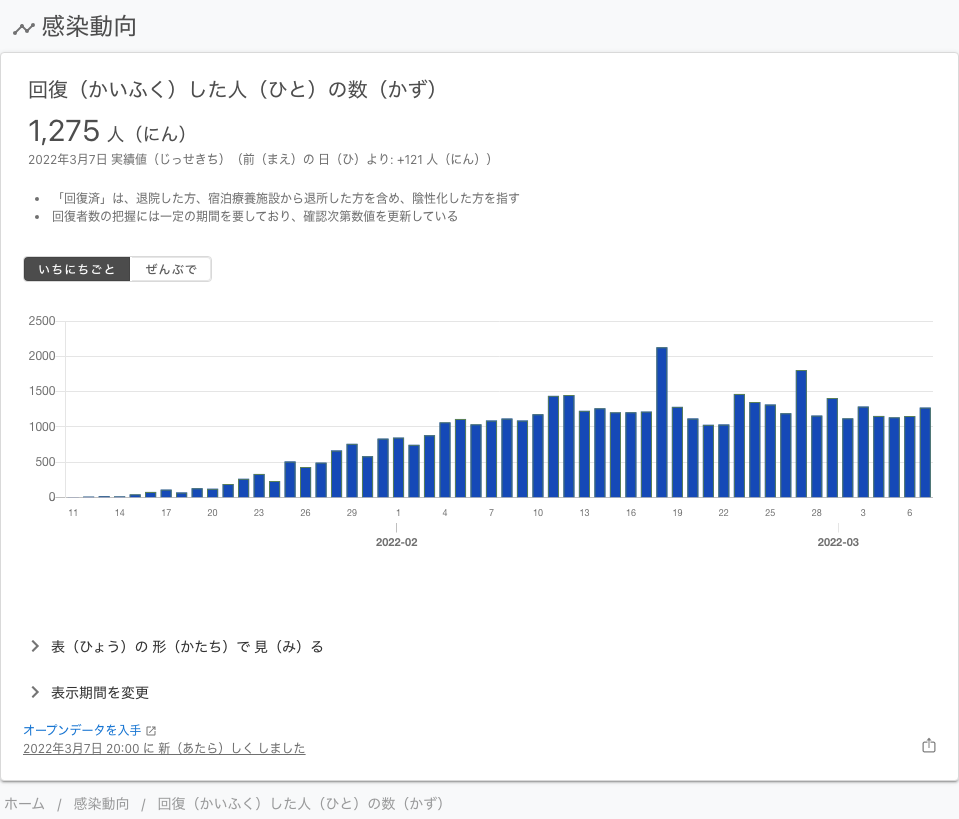 感染動向
回復（かいふく）した人（ひと）の数（かず）
1,275 人（にん）
2022年3月7日 実績値（じっせきち）（前（まえ）の 日（ひ）より: +121 人（にん））
• 「回復済」は、退院した方、宿泊療養施設から退所した方を含め、陰性化した方を指す
• 回復者数の把握には一定の期間を要しており、確認次第数値を更新している
いちにちごと ぜんぶで
2500
2000
1500
1000
500
0
11 14 17 20 23 26 29 1 4 7 10 13 16 19 22 25 28 3 6
2022-02 2022-03
表（ひょう）の 形（かたち）で 見（み）る
表示期間を変更
オープンデータを入手
2022年3月7日 20:00 に 新（あたら）しく しました
ホーム / 感染動向 / 回復（かいふく）した人（ひと）の数（かず）